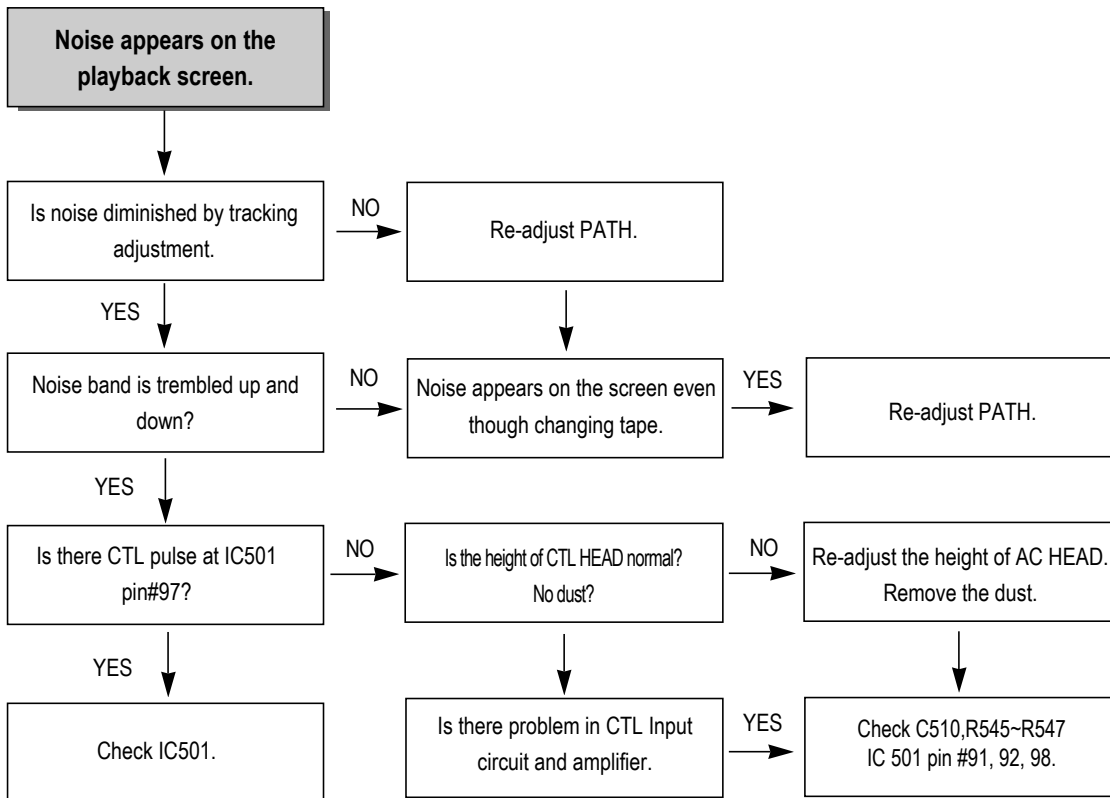 Noise appears on the
playback screen.
Is noise diminished by tracking
adjustment.
NO
Re-adjust PATH.
YES
Noise band is trembled up and
down?
NO
Noise appears on the screen even
though changing tape.
YES
Re-adjust PATH.
YES
Is there CTL pulse at IC501
pin#97?
NO
Is the height of CTL HEAD normal?
No dust?
NO
Re-adjust the height of AC HEAD.
Remove the dust.
YES
Check IC501.
Is there problem in CTL Input
circuit and amplifier.
YES
Check C510,R545~R547
IC 501 pin #91, 92, 98.